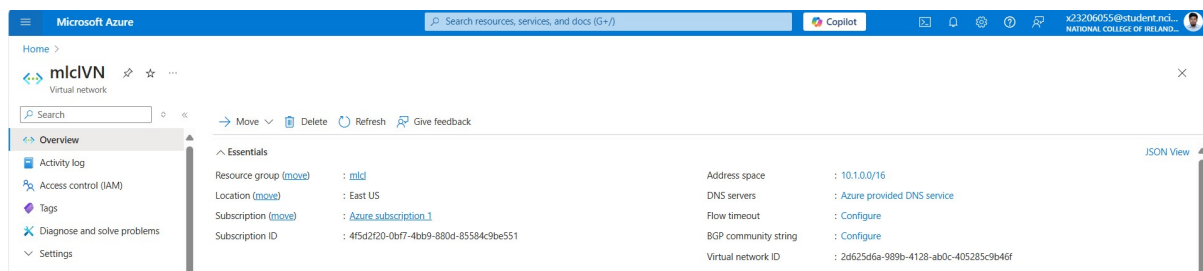 Microsoft Azure
Search resources, services, and docs (G+/)
Copilot
x23206055@student.nci...
NATIONAL COLLEGE OF IRELAND...
Home >
mlclVN
Virtual network
Search
Move
Delete
Refresh
Give feedback
Overview
Activity log
Access control (IAM)
Tags
Diagnose and solve problems
Settings
Essentials
JSON View
Resource group (move) : mlcl
Location (move) : East US
Subscription (move) : Azure subscription 1
Subscription ID : 4f5d2f20-0bf7-4bb9-880d-85584c9be551
Address space : 10.1.0.0/16
DNS servers : Azure provided DNS service
Flow timeout : Configure
BGP community string : Configure
Virtual network ID : 2d625d6a-989b-4128-ab0c-405285c9b46f